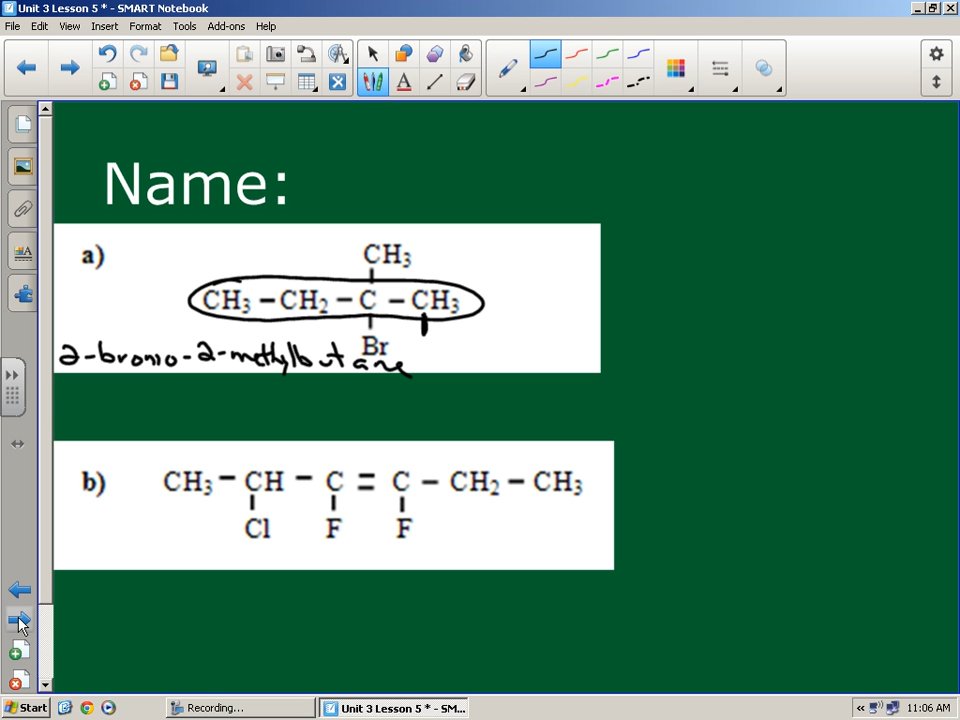 Unit 3 Lesson 5 * - SMART Notebook
File Edit View Insert Format Tools Add-ons Help
Name:
a)
CH₃
CH₃ – CH₂ – C – CH₃
Br
2-bromo-2-methylbutane
b) CH₃ – CH – C = C – CH₂ – CH₃
Cl F F
Start Recording... Unit 3 Lesson 5 * - SM... « 11:06 AM